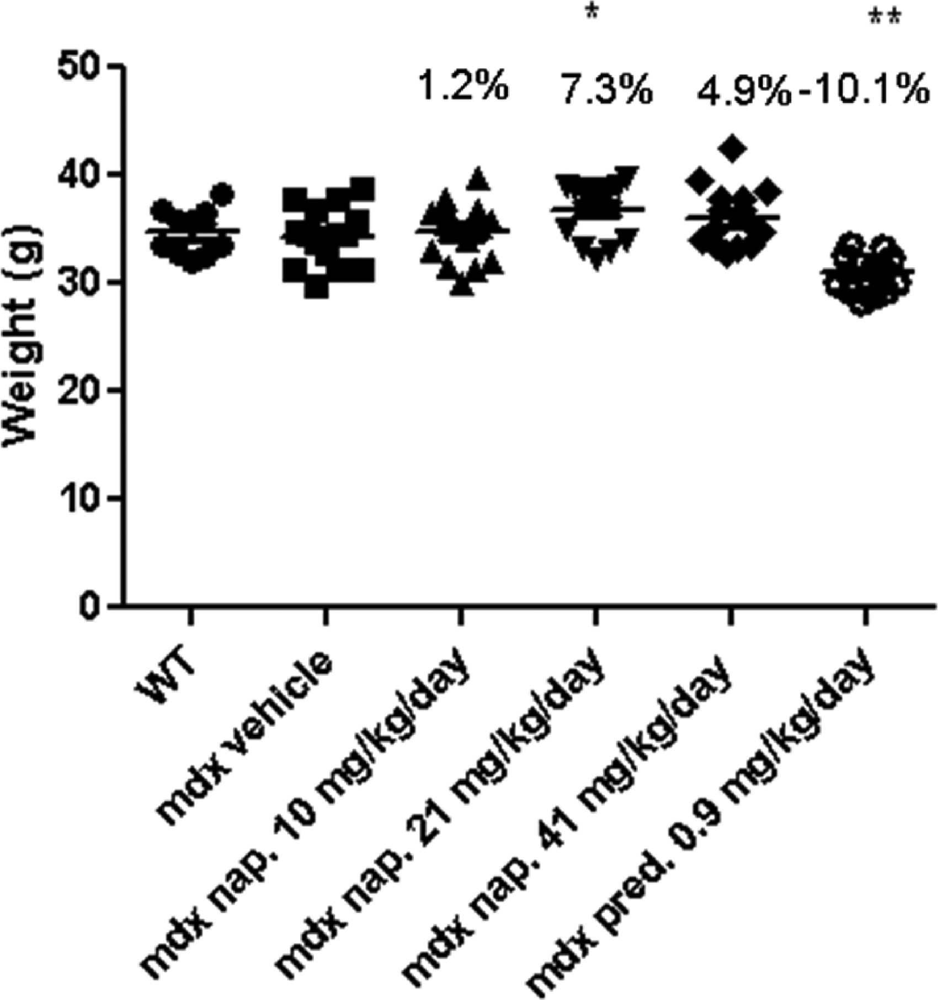 *
**
50
1.2%
7.3%
4.9%
-10.1%
40
30
20
10
0
Weight (g)
WT
mdx vehicle
mdx nap. 10 mg/kg/day
mdx nap. 21 mg/kg/day
mdx nap. 41 mg/kg/day
mdx pred. 0.9 mg/kg/day